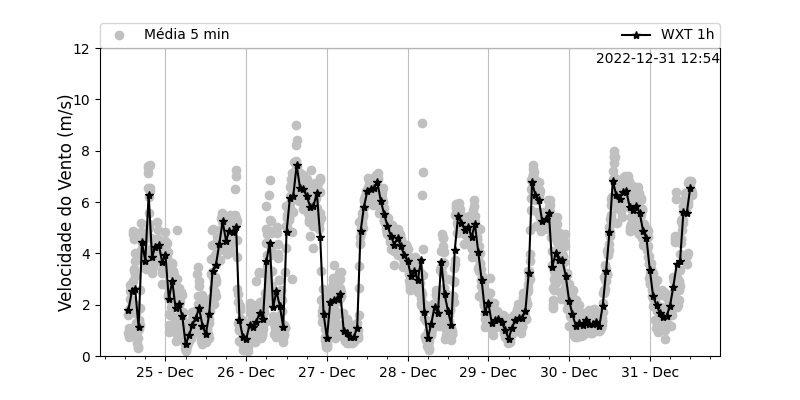 Média 5 min
WXT 1h
2022-12-31 12:54
Velocidade do Vento (m/s)
12
10
8
6
4
2
0
25 - Dec
26 - Dec
27 - Dec
28 - Dec
29 - Dec
30 - Dec
31 - Dec